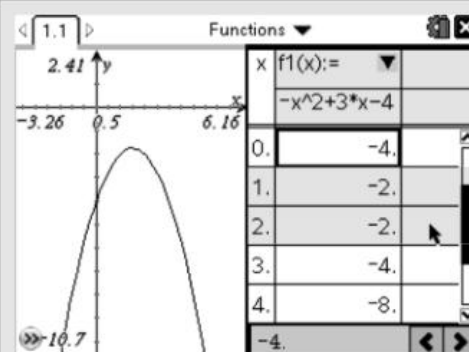 1.1 Functions
2.41 y
x
-3.26 0.5 6.16
-10.7
x f1(x):=
-x^2+3*x-4
0. -4.
1. -2.
2. -2.
3. -4.
4. -8.
-4.